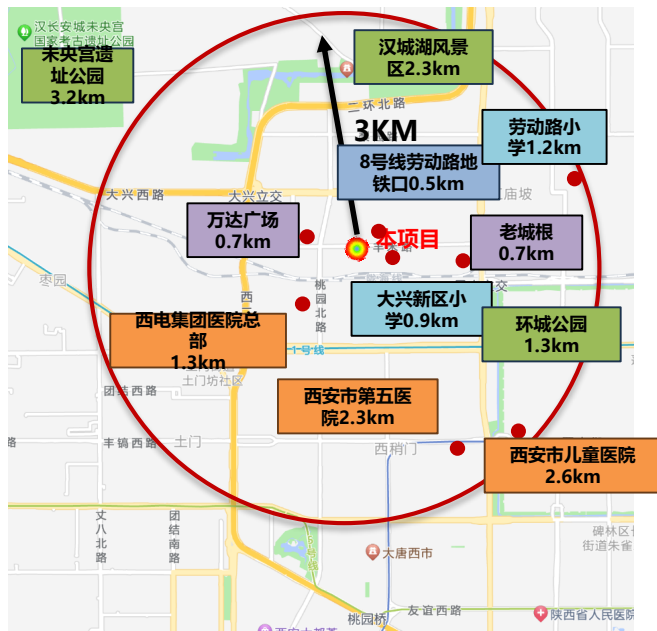 汉长安城未央宫
国家考古遗址公园
未央宫遗
址公园
3.2km
汉城湖风景
区2.3km
二环北路
3KM
劳动路小
学1.2km
8号线劳动路地
铁口0.5km
大兴西路
大兴立交
庙坡
万达广场
0.7km
本项目
老城根
0.7km
枣园
桃园北路
大兴新区小
学0.9km
环城公园
1.3km
西电集团医院总
部
1.3km
1号线
土门坊社区
团结西路
西安市第五医
院2.3km
丰镐西路
土门
西稍门
西安市儿童医院
2.6km
丈八北路
团结南路
大唐西市
碑林区
街道朱雀
桃园桥
友谊西路
陕西省人民医院